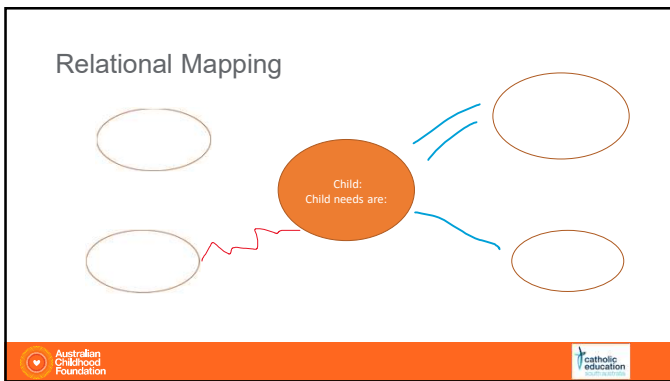 Relational Mapping
Child:
Child needs are:
Australian
Childhood
Foundation
catholic
education
south australia